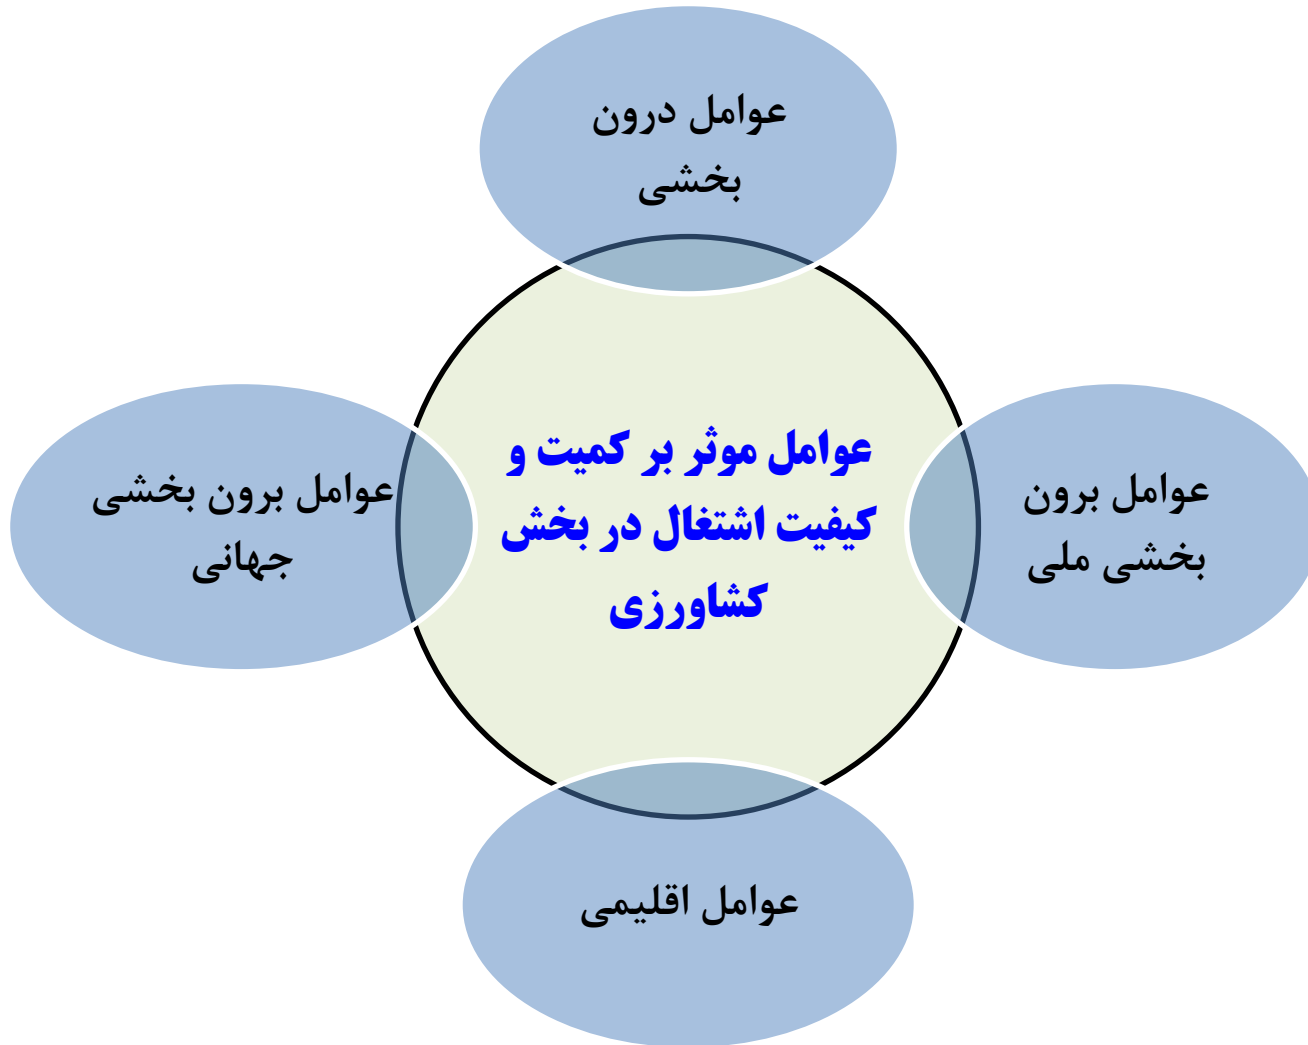 عوامل درون
بخشی
عوامل موثر بر کمیت و
کیفیت اشتغال در بخش
کشاورزی
عوامل برون
بخشی ملی
عوامل برون بخشی
جهانی
عوامل اقلیمی